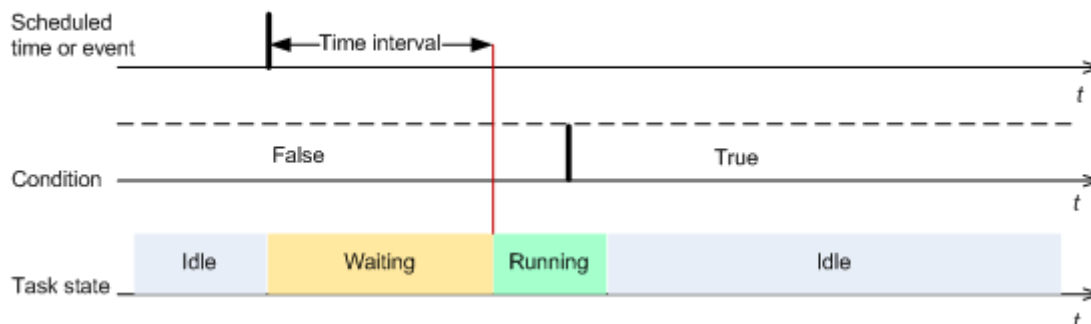 Scheduled
time or event
Time interval
t
False
True
Condition
t
Idle
Waiting
Running
Idle
Task state
t